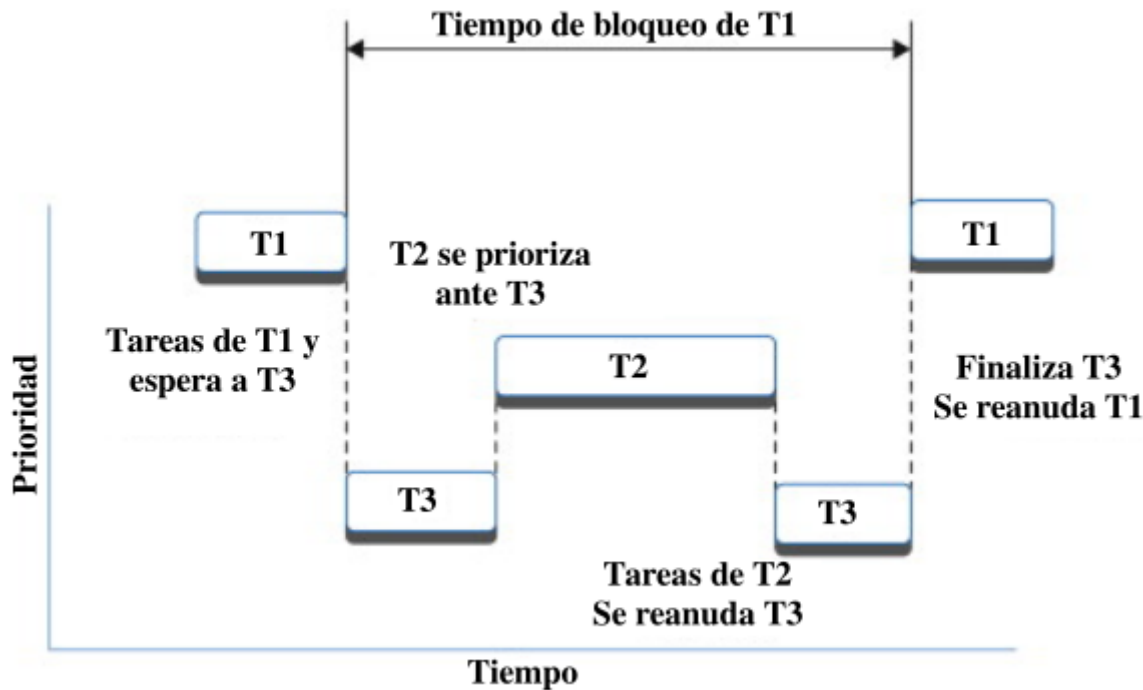 Tiempo de bloqueo de T1
T1
T1
T2 se prioriza
ante T3
Tareas de T1 y
espera a T3
T2
Finaliza T3
Se reanuda T1
Prioridad
T3
T3
Tareas de T2
Se reanuda T3
Tiempo